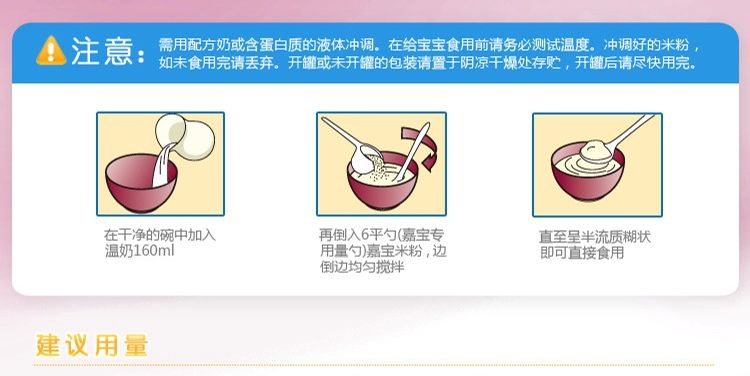 注意：
需用配方奶或含蛋白质的液体冲调。在给宝宝食用前请务必测试温度。冲调好的米粉，
如未食用完请丢弃。开罐或未开罐的包装请置于阴凉干燥处存贮，开罐后请尽快用完。
在干净的碗中加入
温奶160ml
再倒入6平勺(嘉宝专
用量勺)嘉宝米粉，边
倒边均匀搅拌
直至呈半流质糊状
即可直接食用
建议用量